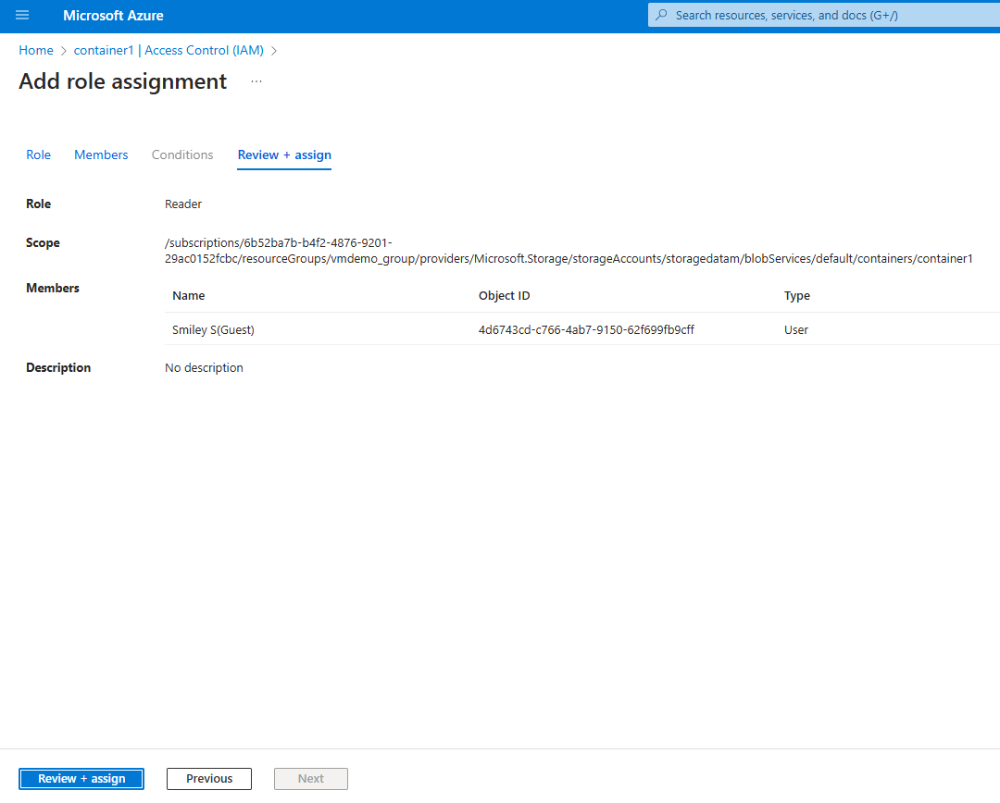 Microsoft Azure
Search resources, services, and docs (G+/)
Home > container1 | Access Control (IAM) >
Add role assignment ...
Role Members Conditions Review + assign
Role Reader
Scope /subscriptions/6b52ba7b-b4f2-4876-9201-
29ac0152fcbc/resourceGroups/vmdemo_group/providers/Microsoft.Storage/storageAccounts/storagedatam/blobServices/default/containers/container1
Members
Name Object ID Type
Smiley S(Guest) 4d6743cd-c766-4ab7-9150-62f699fb9cff User
Description No description
Review + assign Previous Next